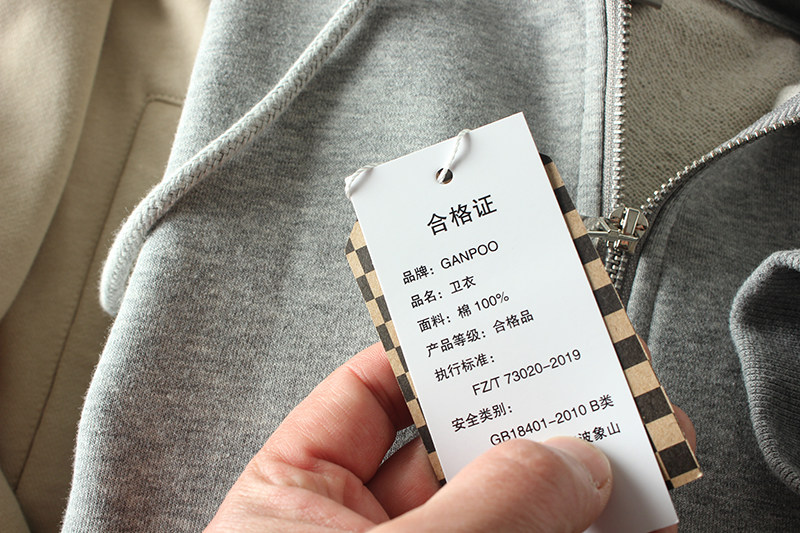 合格证
品牌：GANPOO
品名：卫衣
面料：棉 100%
产品等级：合格品
执行标准：
FZ/T 73020-2019
安全类别：
GB18401-2010 B类
波象山